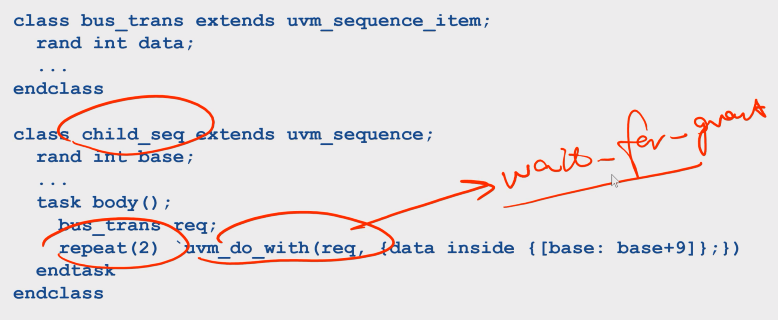 class bus_trans extends uvm_sequence_item;
rand int data;
...
endclass
class child_seq extends uvm_sequence;
rand int base;
...
task body();
bus_trans req;
repeat(2) `uvm_do_with(req, {data inside {[base: base+9]};})
endtask
endclass
wait-for-grant